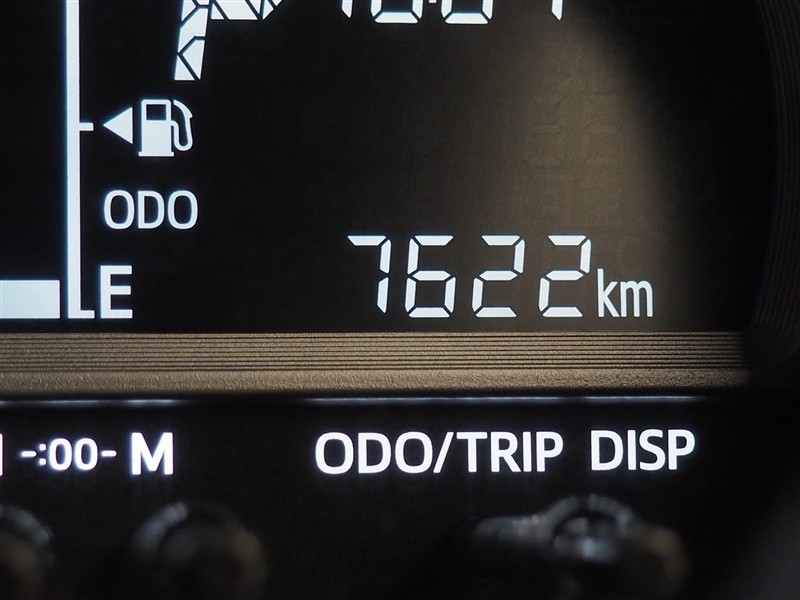 ODO
7622km
E
-:00- M ODO/TRIP DISP